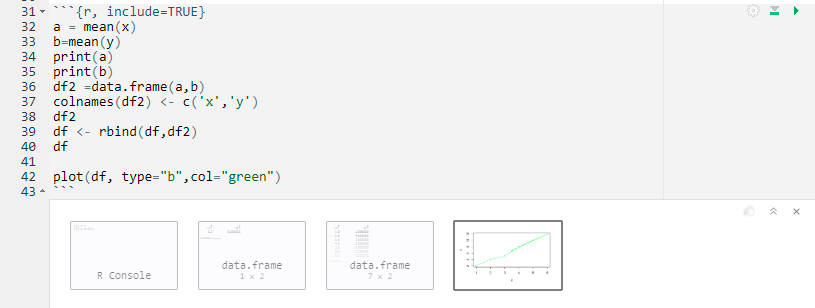 31 ```{r, include=TRUE}
32 a = mean(x)
33 b=mean(y)
34 print(a)
35 print(b)
36 df2 =data.frame(a,b)
37 colnames(df2) <- c('x','y')
38 df2
39 df <- rbind(df,df2)
40 df
41
42 plot(df, type="b",col="green")
43 ```
R Console
data.frame
1 x 2
data.frame
7 x 2